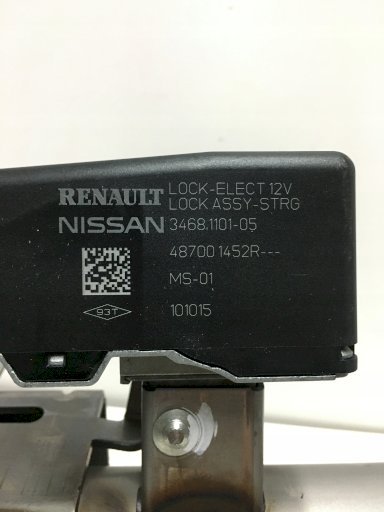 RENAULT LOCK-ELECT 12V
LOCK ASSY-STRG
NISSAN 3468.1101-05
48700 1452R---
MS-01
93T 101015